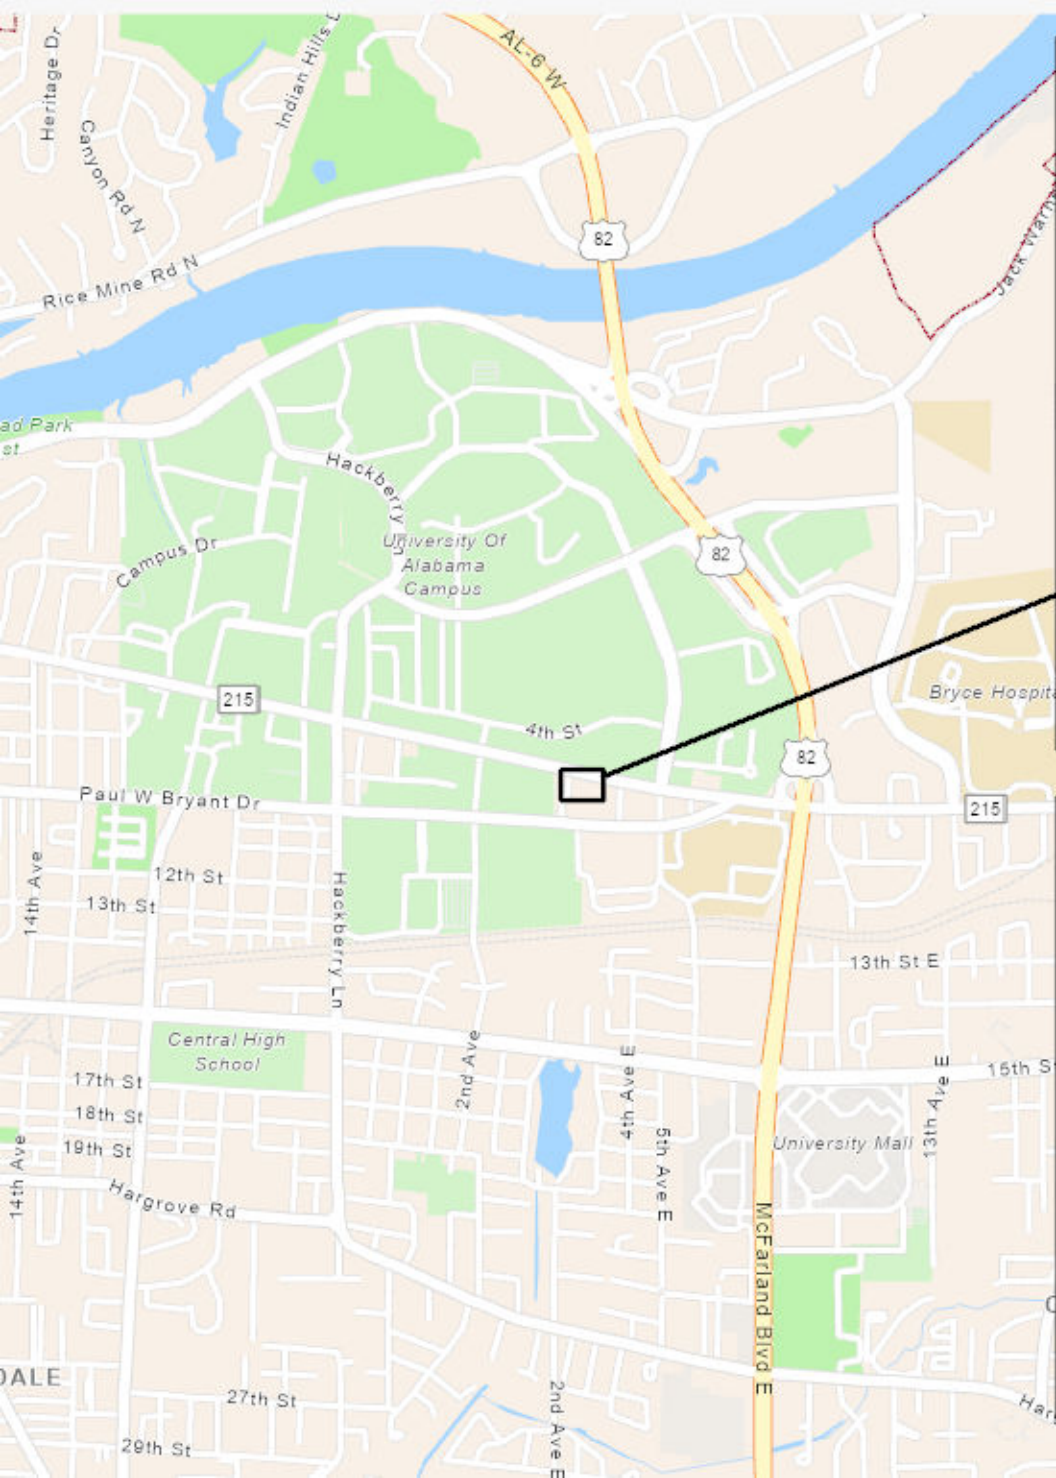 AL-6 W
Heritage Dr
Indian Hills
Canyon Rd N
82
Jack Warn
Rice Mine Rd N
ad Park
st
Hackberry
University Of
Alabama
Campus
Campus Dr
82
215
Bryce Hospita
4th St
82
Paul W Bryant Dr
215
12th St
14th Ave
13th St
Hackberry Ln
13th St E
Central High
School
2nd Ave
4th Ave E
13th Ave E
15th S
17th St
18th St
5th Ave E
University Mall
19th St
14th Ave
Hargrove Rd
McFarland Blvd E
DALE
27th St
2nd Ave E
Har
29th St